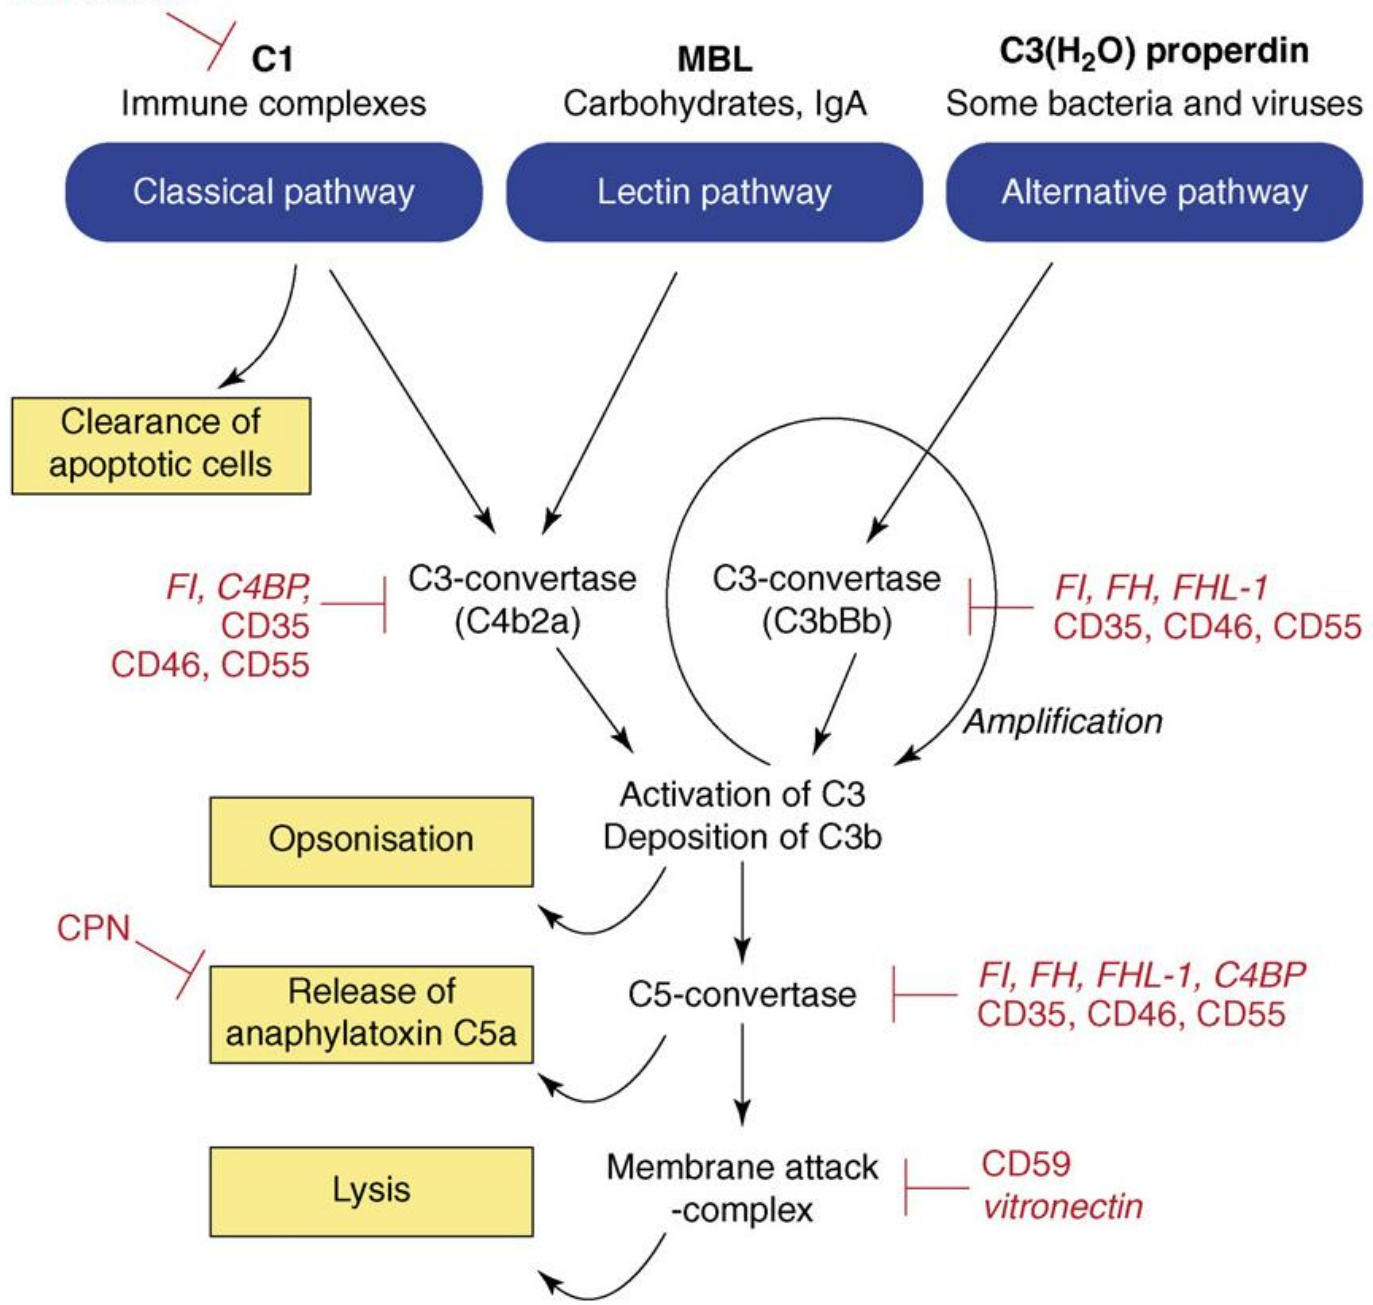 C1
Immune complexes
MBL
Carbohydrates, IgA
C3(H₂O) properdin
Some bacteria and viruses
Classical pathway
Lectin pathway
Alternative pathway
Clearance of
apoptotic cells
FI, C4BP,
CD35
CD46, CD55
C3-convertase
(C4b2a)
C3-convertase
(C3bBb)
FI, FH, FHL-1
CD35, CD46, CD55
Amplification
Activation of C3
Deposition of C3b
Opsonisation
CPN
Release of
anaphylatoxin C5a
C5-convertase
FI, FH, FHL-1, C4BP
CD35, CD46, CD55
Lysis
Membrane attack
-complex
CD59
vitronectin